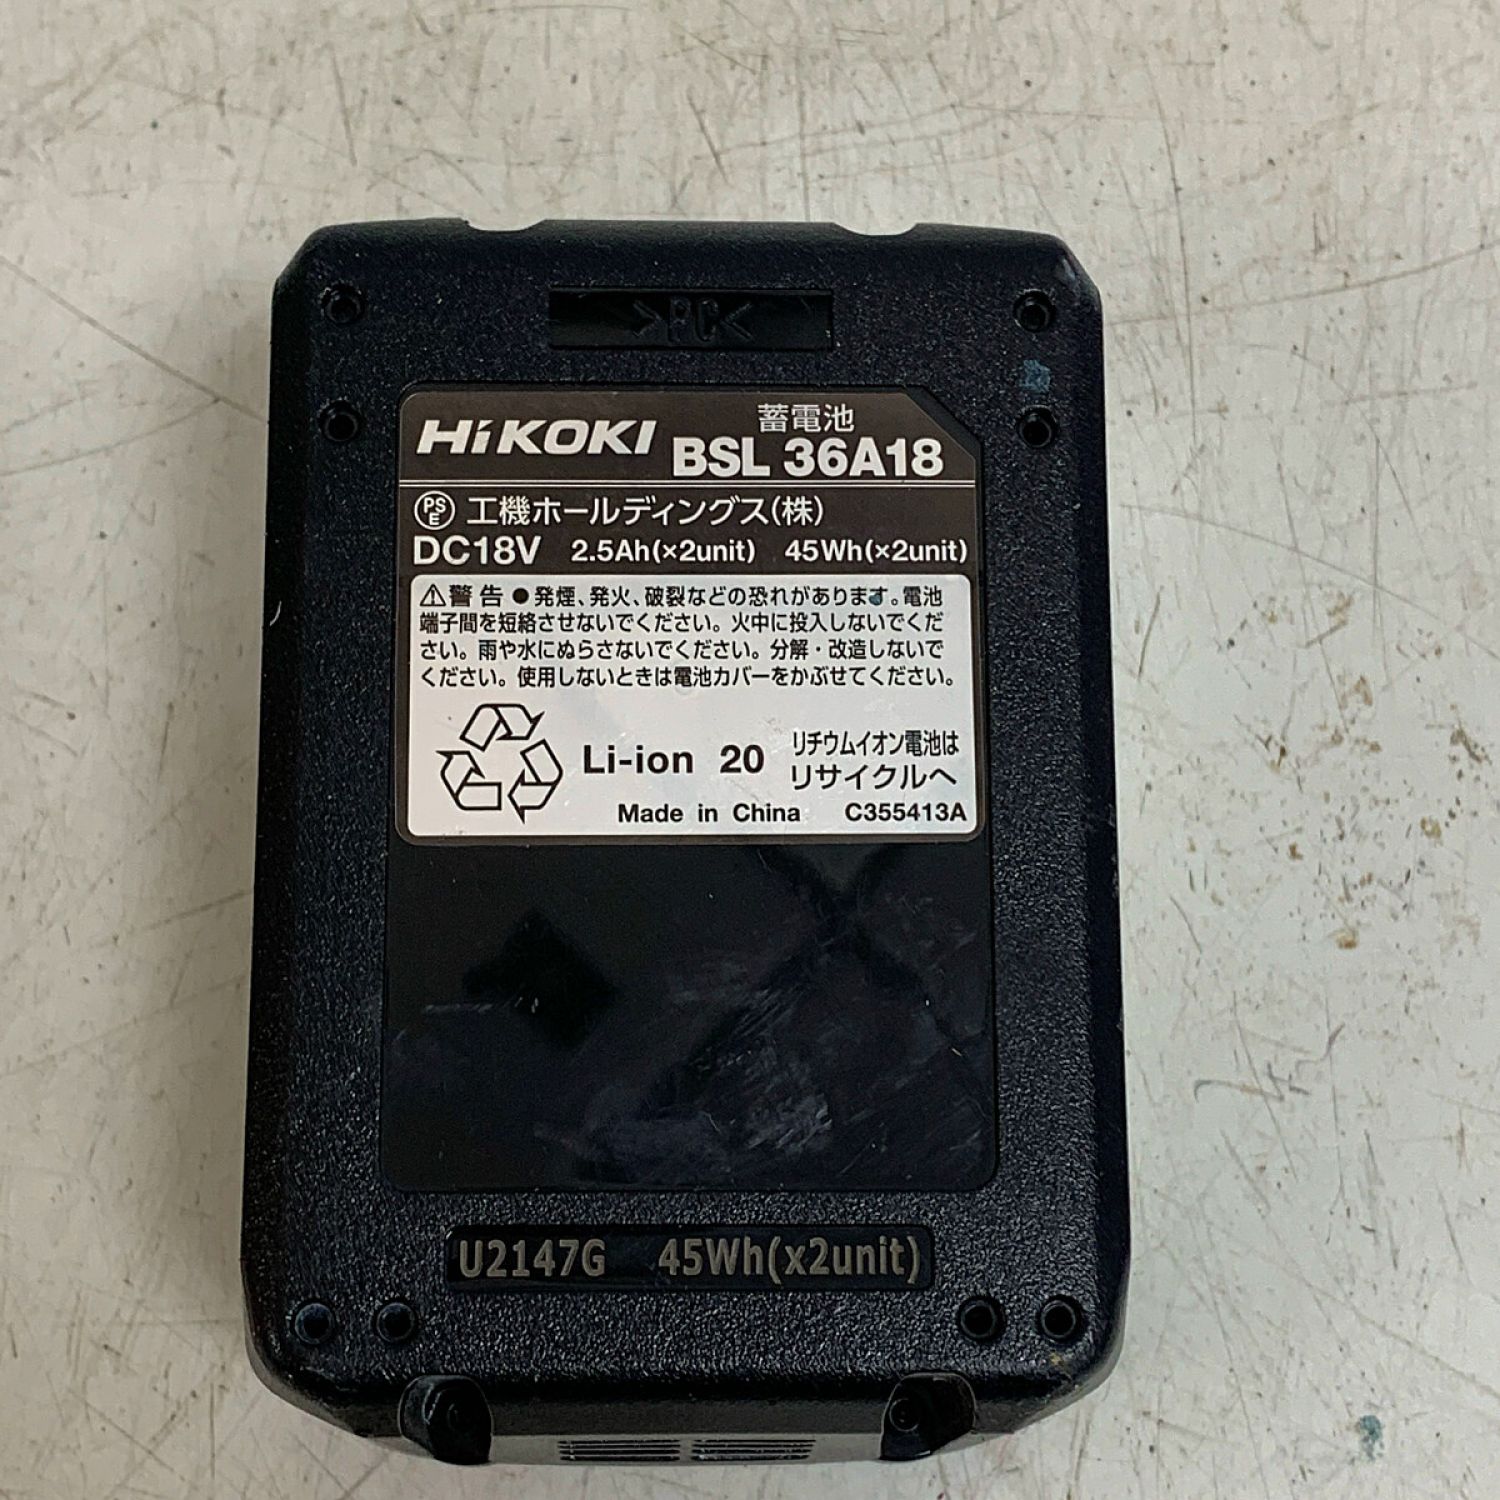 >PC<
HiKOKI 蓄電池
BSL 36A18
PSE 工機ホールディングス(株)
DC18V 2.5Ah(×2unit) 45Wh(×2unit)
⚠警告 ●発煙、発火、破裂などの恐れがあります。電池
端子間を短絡させないでください。火中に投入しないでくだ
さい。雨や水にぬらさないでください。分解・改造しないで
ください。使用しないときは電池カバーをかぶせてください。
Li-ion 20 リチウムイオン電池は
リサイクルへ
Made in China C355413A
U2147G 45Wh(x2unit)